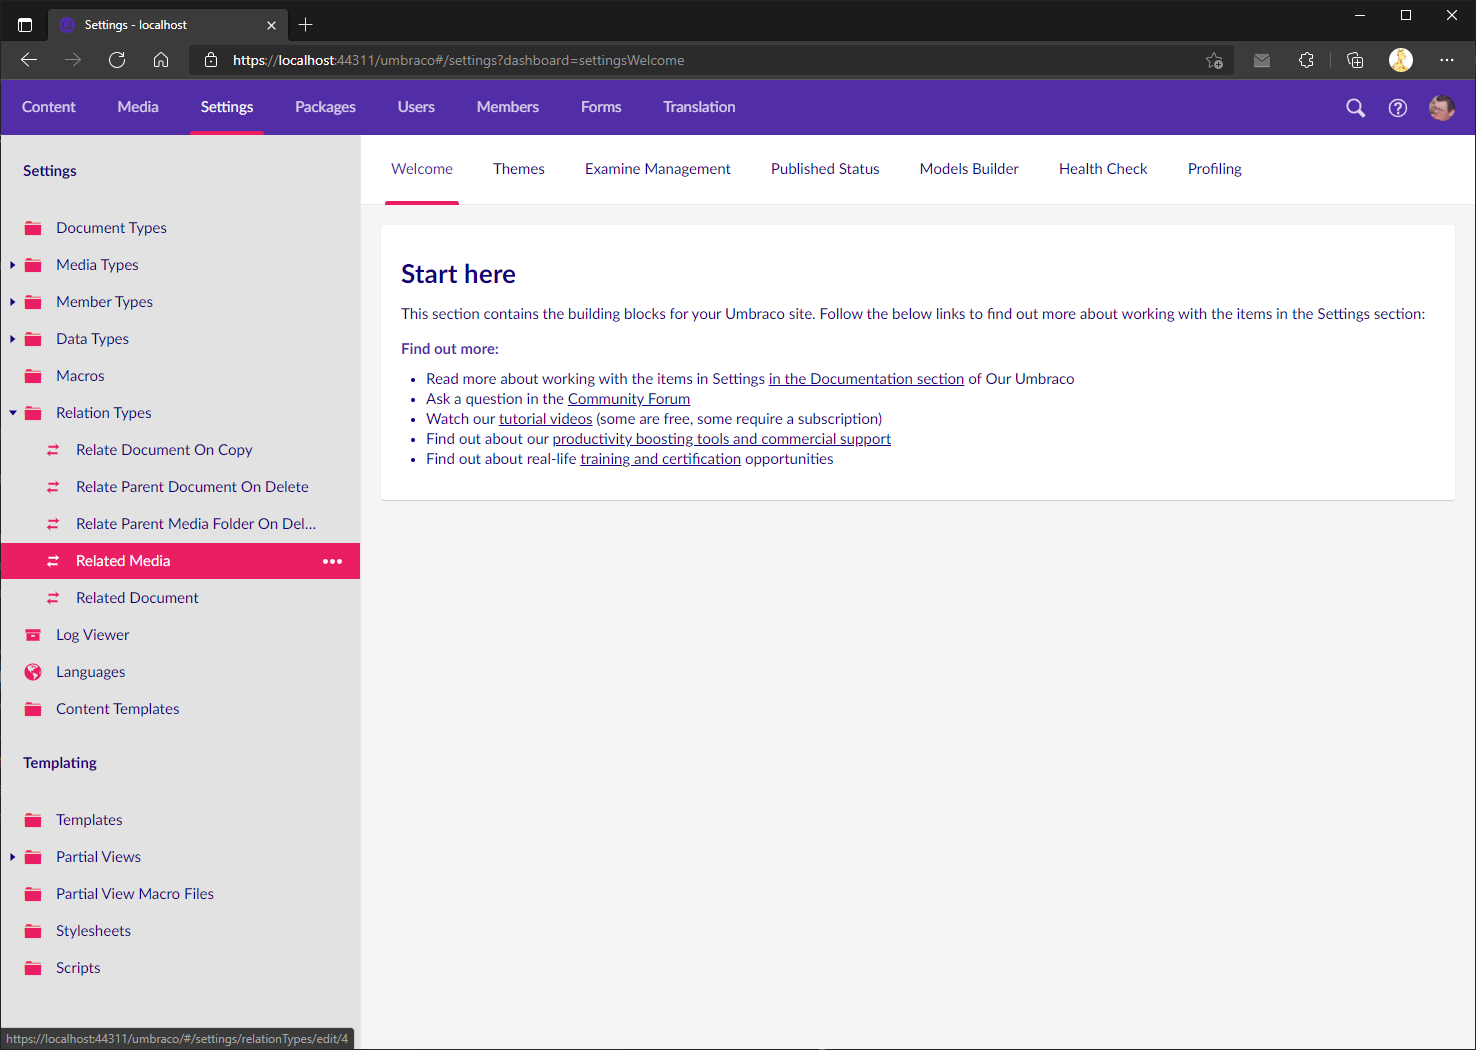 Settings - localhost
https://localhost:44311/umbraco#/settings?dashboard=settingsWelcome
Content Media Settings Packages Users Members Forms Translation
Settings
Document Types
Media Types
Member Types
Data Types
Macros
Relation Types
Relate Document On Copy
Relate Parent Document On Delete
Relate Parent Media Folder On Del...
Related Media
Related Document
Log Viewer
Languages
Content Templates
Templating
Templates
Partial Views
Partial View Macro Files
Stylesheets
Scripts
https://localhost:44311/umbraco/#/settings/relationTypes/edit/4
Welcome Themes Examine Management Published Status Models Builder Health Check Profiling
Start here
This section contains the building blocks for your Umbraco site. Follow the below links to find out more about working with the items in the Settings section:
Find out more:
• Read more about working with the items in Settings in the Documentation section of Our Umbraco
• Ask a question in the Community Forum
• Watch our tutorial videos (some are free, some require a subscription)
• Find out about our productivity boosting tools and commercial support
• Find out about real-life training and certification opportunities